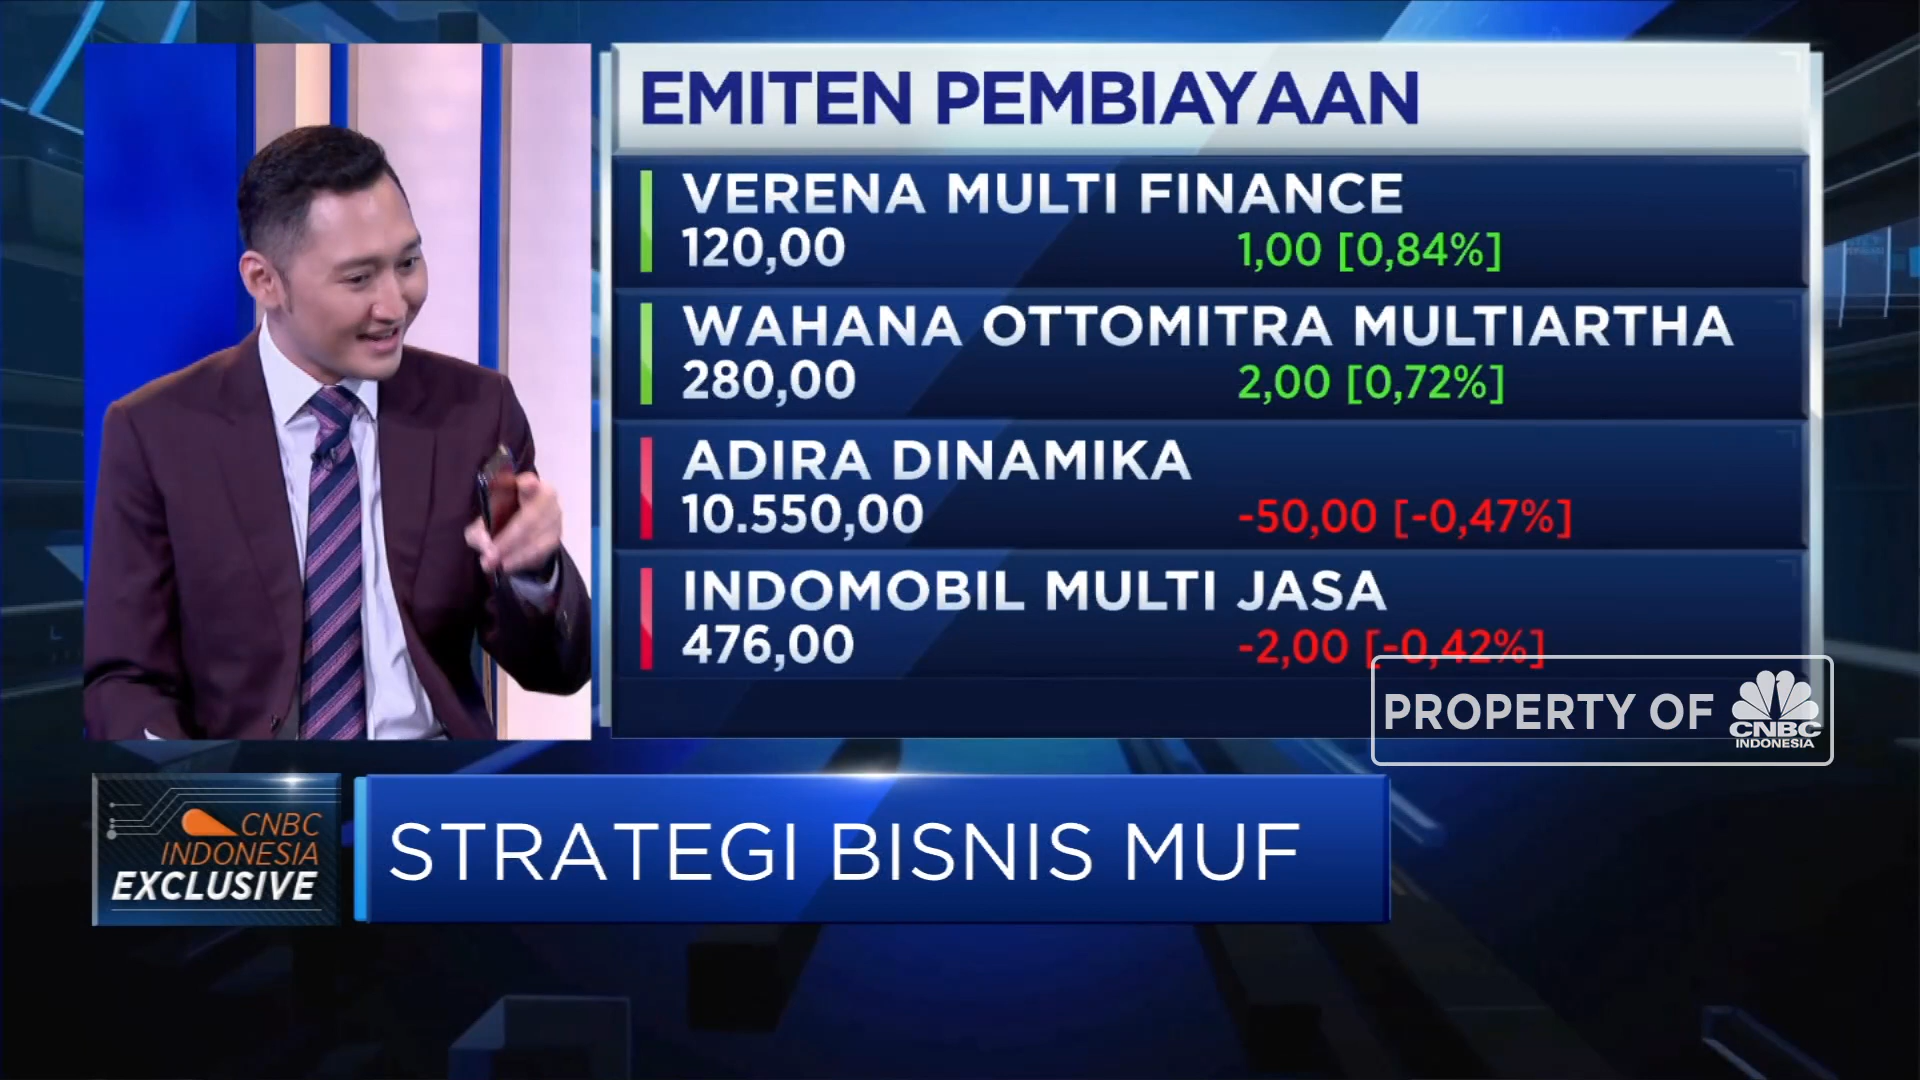 EMITEN PEMBIAYAAN
VERENA MULTI FINANCE
120,00 1,00 [0,84%]
WAHANA OTTOMITRA MULTIARTHA
280,00 2,00 [0,72%]
ADIRA DINAMIKA
10.550,00 -50,00 [-0,47%]
INDOMOBIL MULTI JASA
476,00 -2,00 [-0,42%]
PROPERTY OF CNBC
INDONESIA
CNBC
INDONESIA
EXCLUSIVE
STRATEGI BISNIS MUF